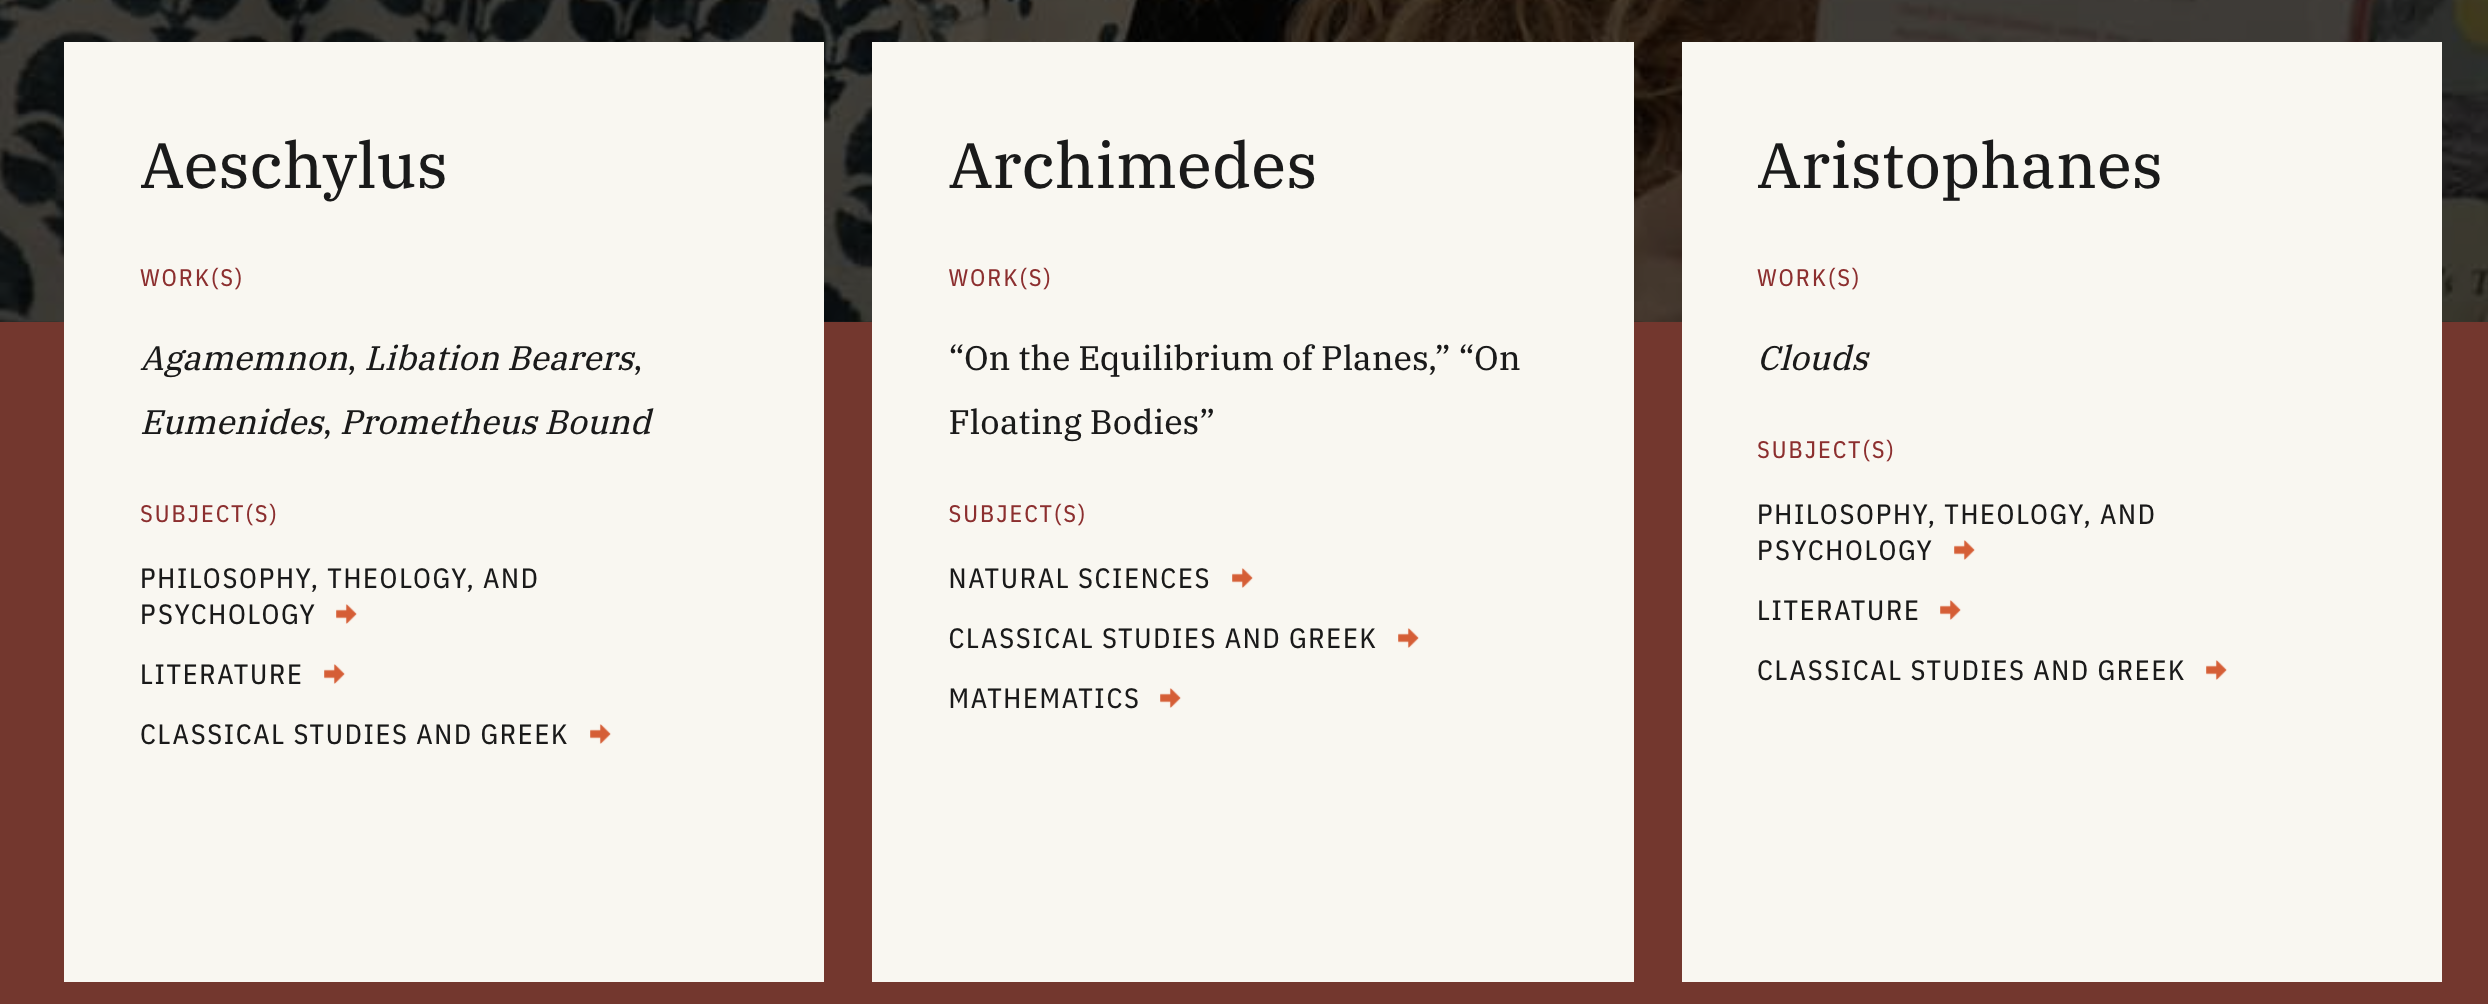 Aeschylus
WORK(S)
Agamemnon, Libation Bearers,
Eumenides, Prometheus Bound
SUBJECT(S)
PHILOSOPHY, THEOLOGY, AND
PSYCHOLOGY
LITERATURE
CLASSICAL STUDIES AND GREEK
Archimedes
WORK(S)
“On the Equilibrium of Planes,” “On
Floating Bodies”
SUBJECT(S)
NATURAL SCIENCES
CLASSICAL STUDIES AND GREEK
MATHEMATICS
Aristophanes
WORK(S)
Clouds
SUBJECT(S)
PHILOSOPHY, THEOLOGY, AND
PSYCHOLOGY
LITERATURE
CLASSICAL STUDIES AND GREEK